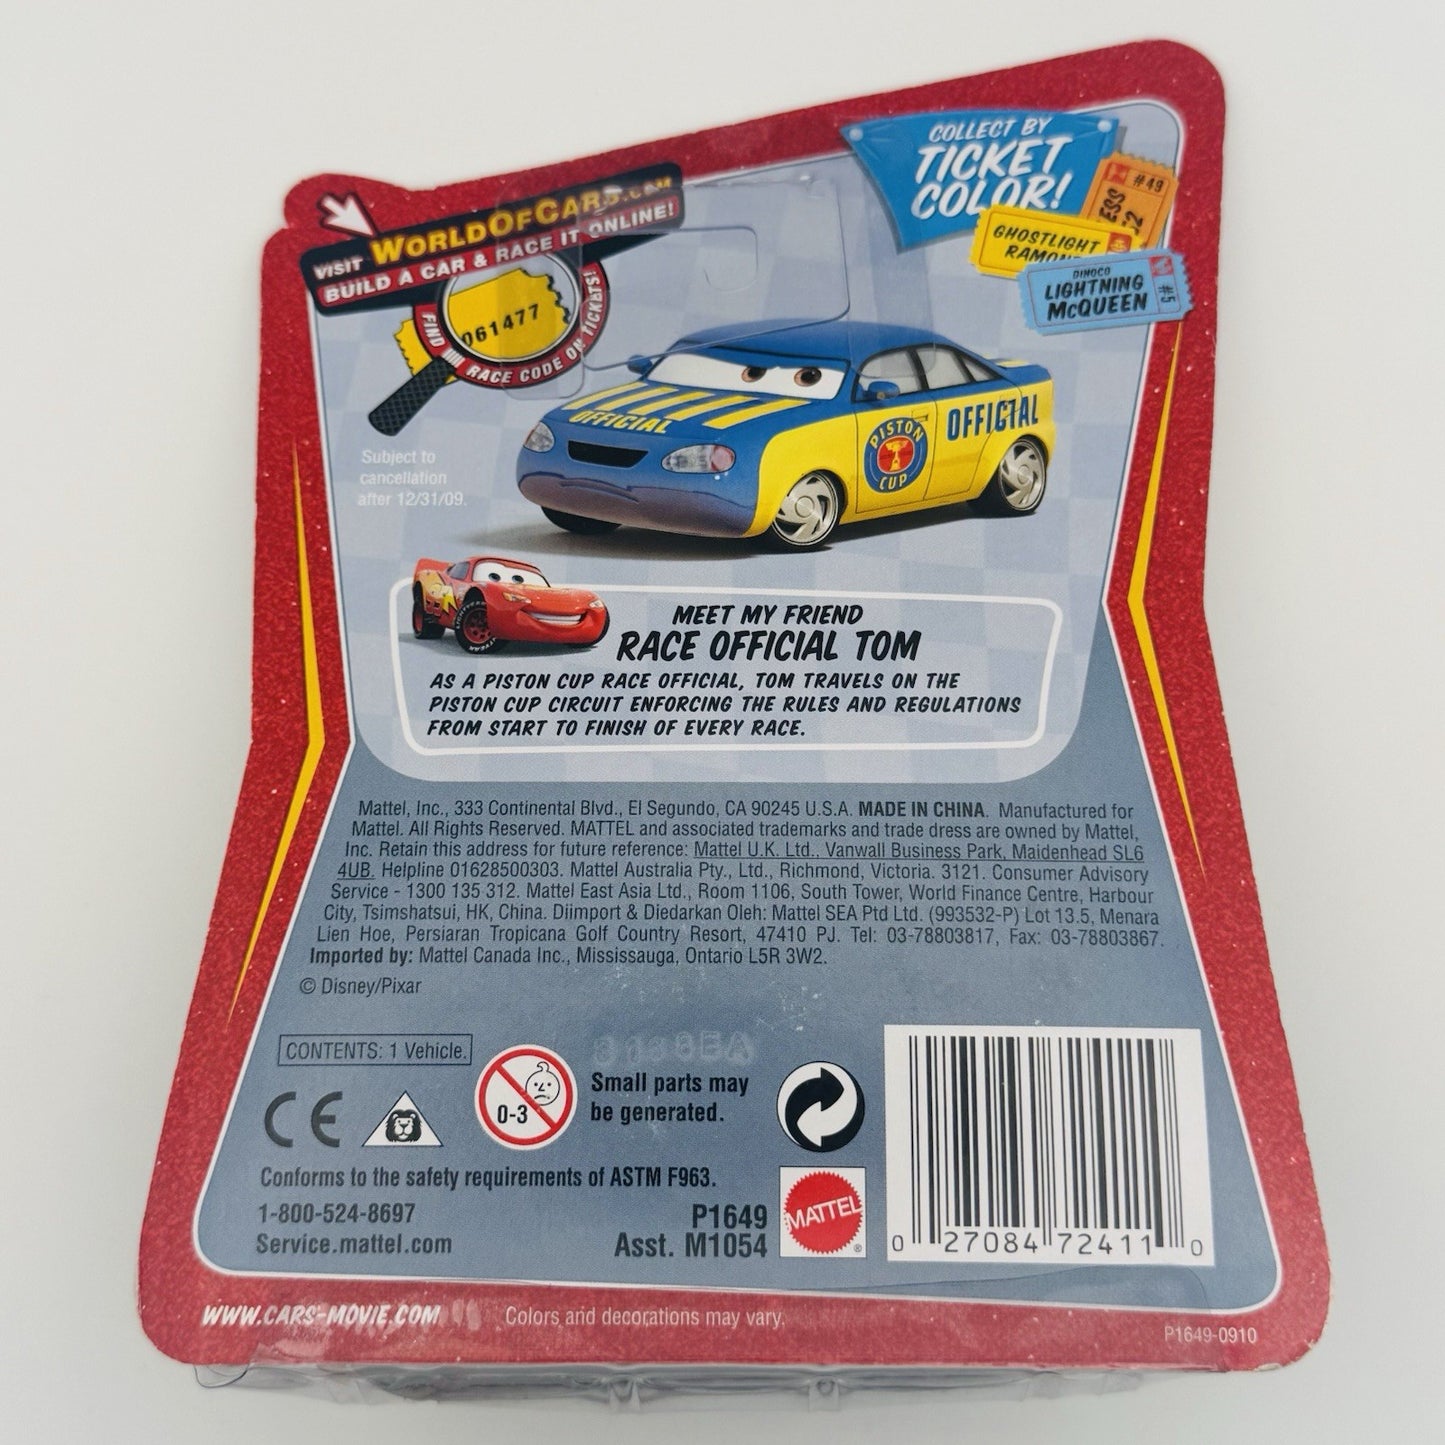 VISIT WORLDOFCARS.COM
BUILD A CAR & RACE IT ONLINE!
061477
FIND RACE CODE ON TICKETS!
Subject to
cancellation
after 12/31/09.
COLLECT BY
TICKET
COLOR!
#49
GHOSTLIGHT
DINOCO
LIGHTNING
McQUEEN
#5
OFFICIAL
PISTON
CUP
OFFICIAL
MEET MY FRIEND
RACE OFFICIAL TOM
AS A PISTON CUP RACE OFFICIAL, TOM TRAVELS ON THE
PISTON CUP CIRCUIT ENFORCING THE RULES AND REGULATIONS
FROM START TO FINISH OF EVERY RACE.
Mattel, Inc., 333 Continental Blvd., El Segundo, CA 90245 U.S.A. MADE IN CHINA. Manufactured for
Mattel. All Rights Reserved. MATTEL and associated trademarks and trade dress are owned by Mattel,
Inc. Retain this address for future reference: Mattel U.K. Ltd., Vanwall Business Park, Maidenhead SL6
4UB. Helpline 01628500303. Mattel Australia Pty., Ltd., Richmond, Victoria. 3121. Consumer Advisory
Service - 1300 135 312. Mattel East Asia Ltd., Room 1106, South Tower, World Finance Centre, Harbour
City, Tsimshatsui, HK, China. Diimport & Diedarkan Oleh: Mattel SEA Ptd Ltd. (993532-P) Lot 13.5, Menara
Lien Hoe, Persiaran Tropicana Golf Country Resort, 47410 PJ. Tel: 03-78803817, Fax: 03-78803867.
Imported by: Mattel Canada Inc., Mississauga, Ontario L5R 3W2.
© Disney/Pixar
CONTENTS: 1 Vehicle.
CE
0-3
Small parts may
be generated.
Conforms to the safety requirements of ASTM F963.
1-800-524-8697
Service.mattel.com
P1649
Asst. M1054
MATTEL
®
0 27084 72411 0
WWW.CARS-MOVIE.COM
Colors and decorations may vary.
P1649-0910